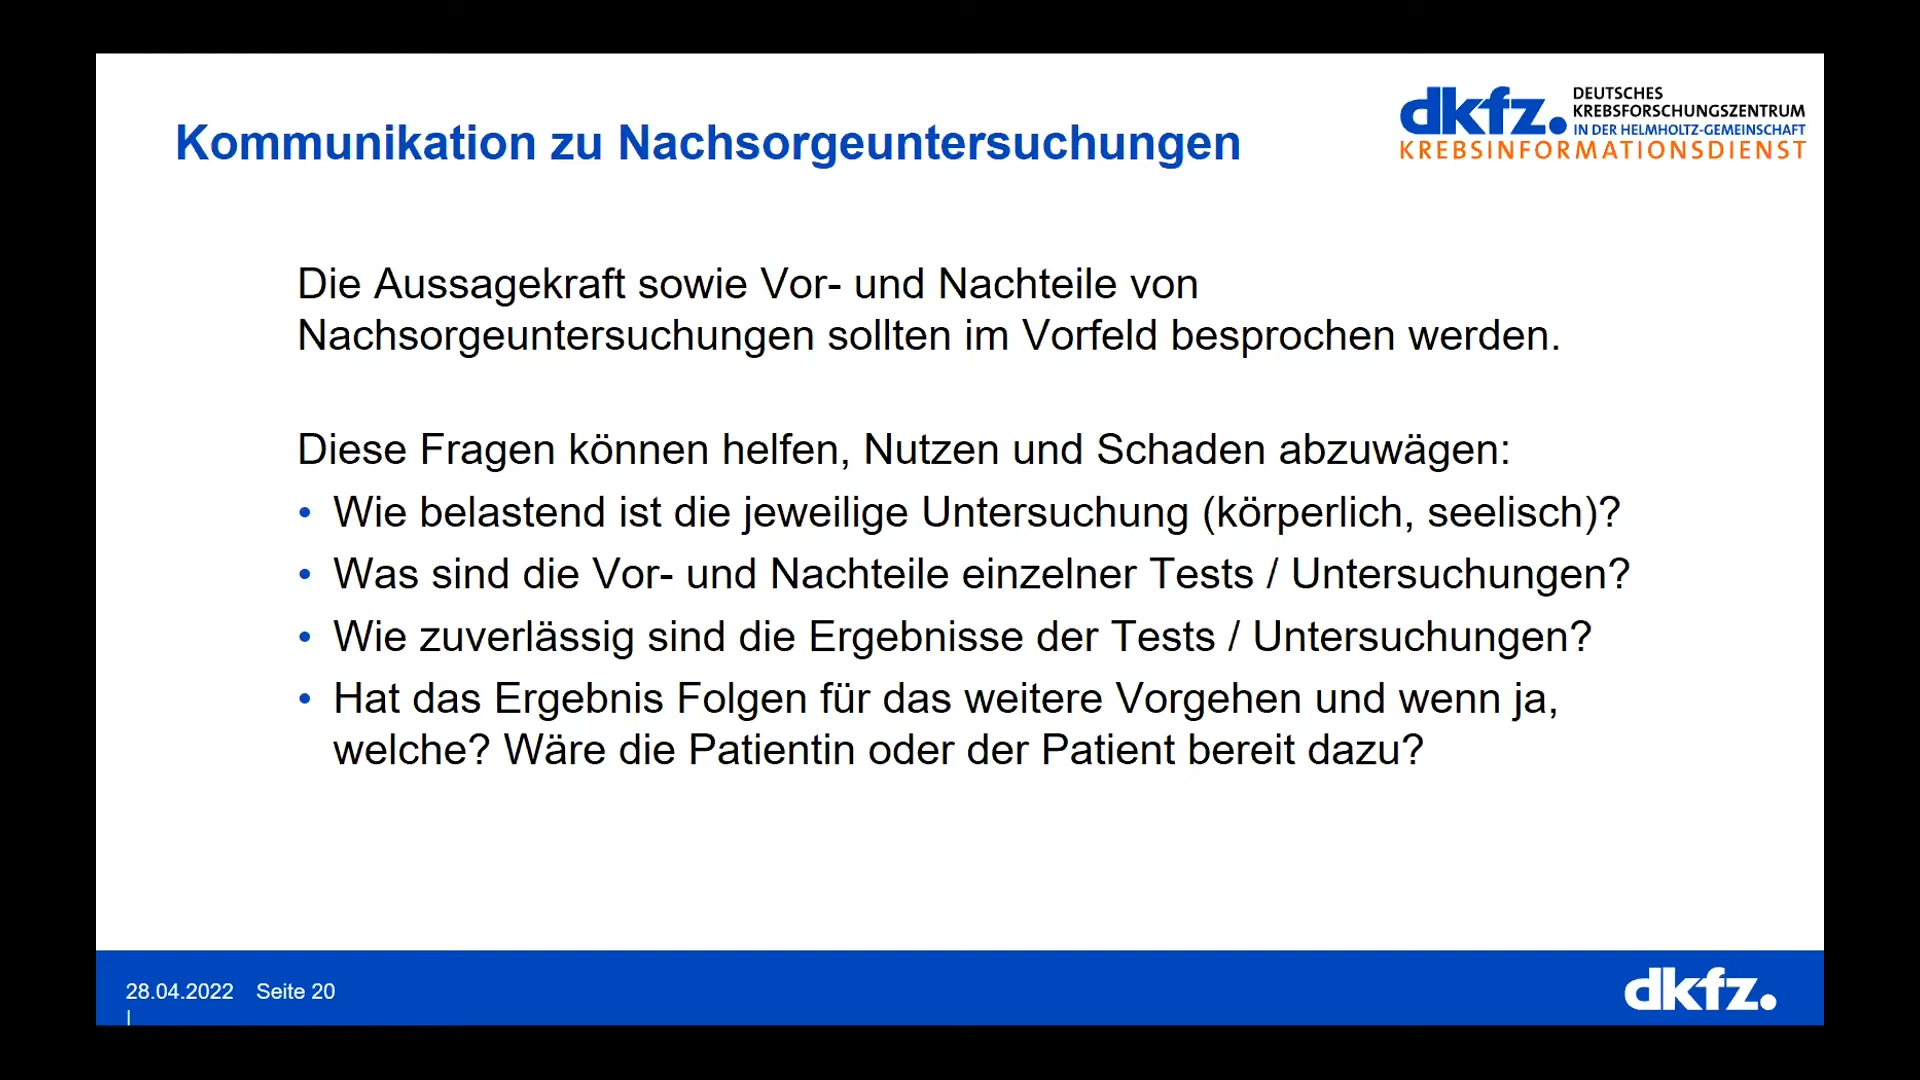 Kommunikation zu Nachsorgeuntersuchungen
dkfz.
DEUTSCHES
KREBSFORSCHUNGSZENTRUM
IN DER HELMHOLTZ-GEMEINSCHAFT
KREBSINFORMATIONSDIENST
Die Aussagekraft sowie Vor- und Nachteile von
Nachsorgeuntersuchungen sollten im Vorfeld besprochen werden.
Diese Fragen können helfen, Nutzen und Schaden abzuwägen:
• Wie belastend ist die jeweilige Untersuchung (körperlich, seelisch)?
• Was sind die Vor- und Nachteile einzelner Tests / Untersuchungen?
• Wie zuverlässig sind die Ergebnisse der Tests / Untersuchungen?
• Hat das Ergebnis Folgen für das weitere Vorgehen und wenn ja,
welche? Wäre die Patientin oder der Patient bereit dazu?
28.04.2022 Seite 20
|
dkfz.